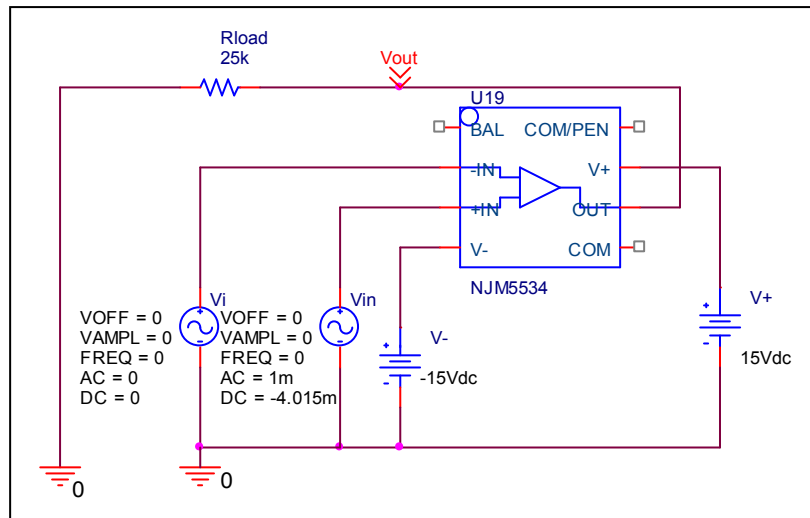 Rload
25k
Vout
U19
BAL
COM/PEN
-IN
V+
+IN
OUT
V-
COM
NJM5534
Vi
VOFF = 0
VAMPL = 0
FREQ = 0
AC = 0
DC = 0
Vin
VOFF = 0
VAMPL = 0
FREQ = 0
AC = 1m
DC = -4.015m
V-
-15Vdc
V+
15Vdc
0
0